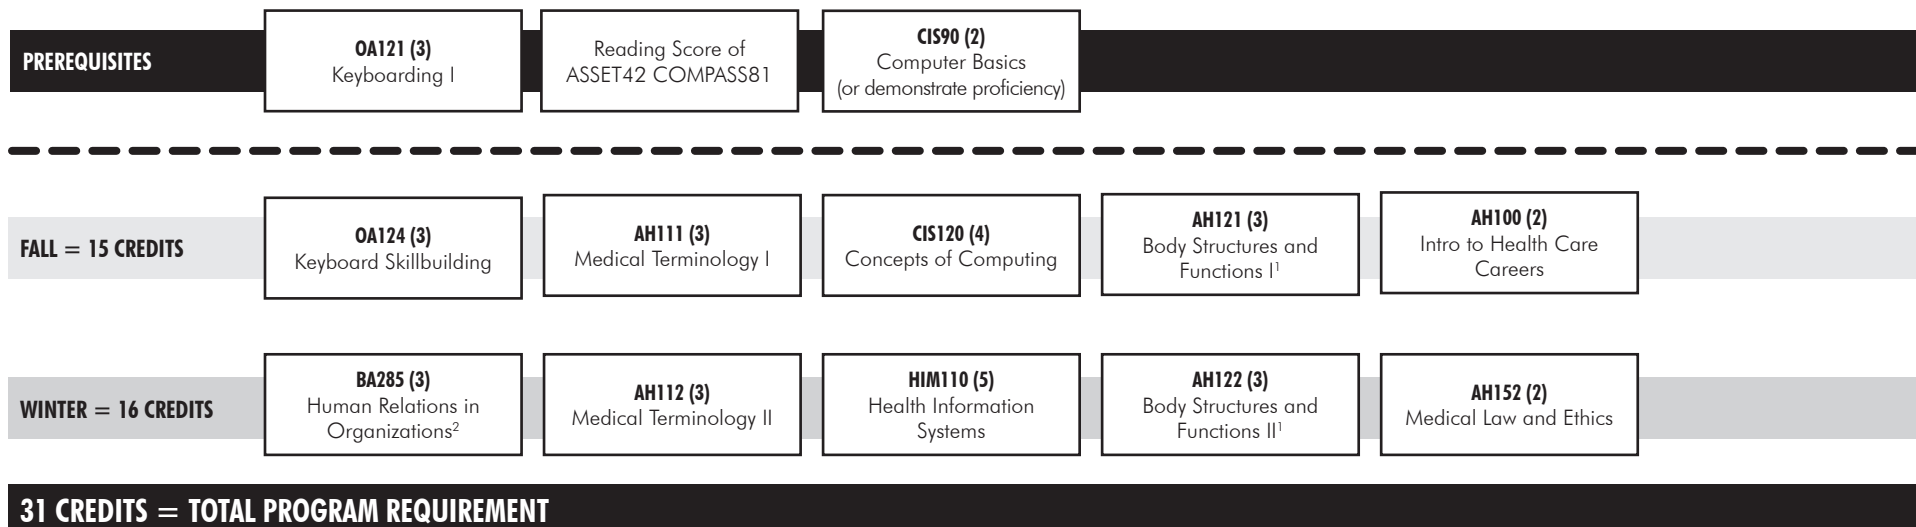 PREREQUISITES
OA121 (3)
Keyboarding I
Reading Score of
ASSET42 COMPASS81
CIS90 (2)
Computer Basics
(or demonstrate proficiency)
FALL = 15 CREDITS
OA124 (3)
Keyboard Skillbuilding
AH111 (3)
Medical Terminology I
CIS120 (4)
Concepts of Computing
AH121 (3)
Body Structures and
Functions I¹
AH100 (2)
Intro to Health Care
Careers
WINTER = 16 CREDITS
BA285 (3)
Human Relations in
Organizations²
AH112 (3)
Medical Terminology II
HIM110 (5)
Health Information
Systems
AH122 (3)
Body Structures and
Functions II¹
AH152 (2)
Medical Law and Ethics
31 CREDITS = TOTAL PROGRAM REQUIREMENT